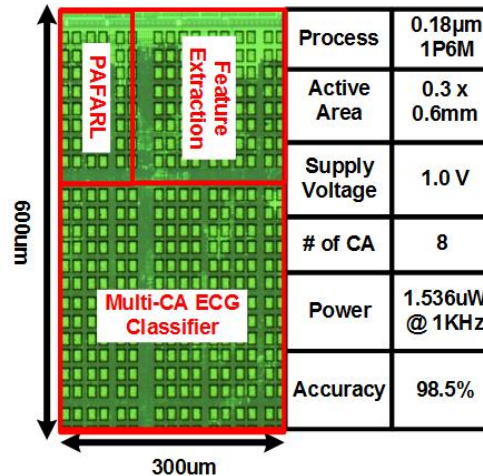 PAFARL
Feature
Extraction
Multi-CA ECG
Classifier
600um
300um
Process
0.18µm
1P6M
Active
Area
0.3 x
0.6mm
Supply
Voltage
1.0 V
# of CA
8
Power
1.536uW
@ 1KHz
Accuracy
98.5%